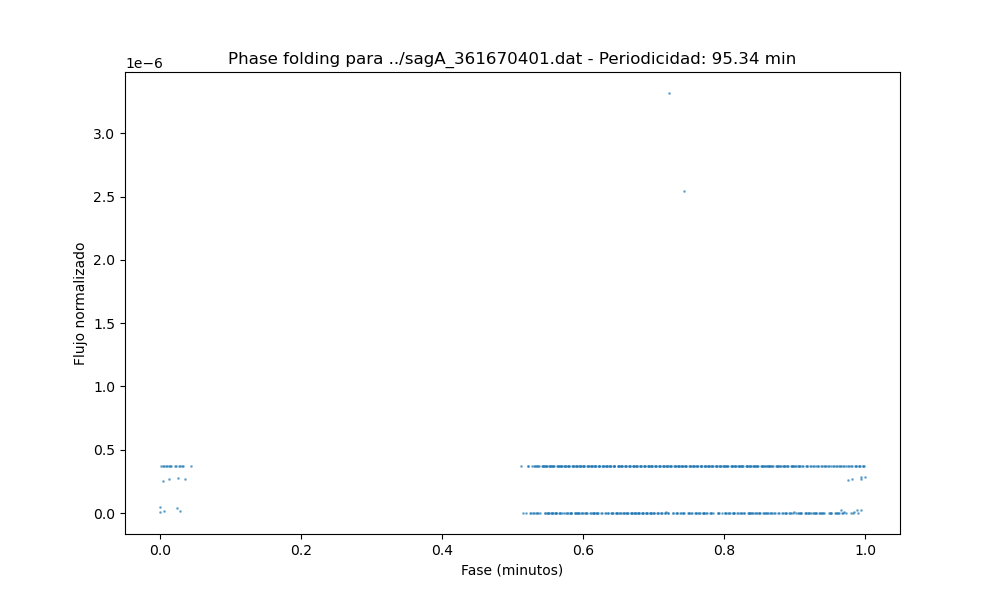 Phase folding para ../sagA_361670401.dat - Periodicidad: 95.34 min
1e−6
3.0
2.5
2.0
1.5
1.0
0.5
0.0
Flujo normalizado
0.0 0.2 0.4 0.6 0.8 1.0
Fase (minutos)